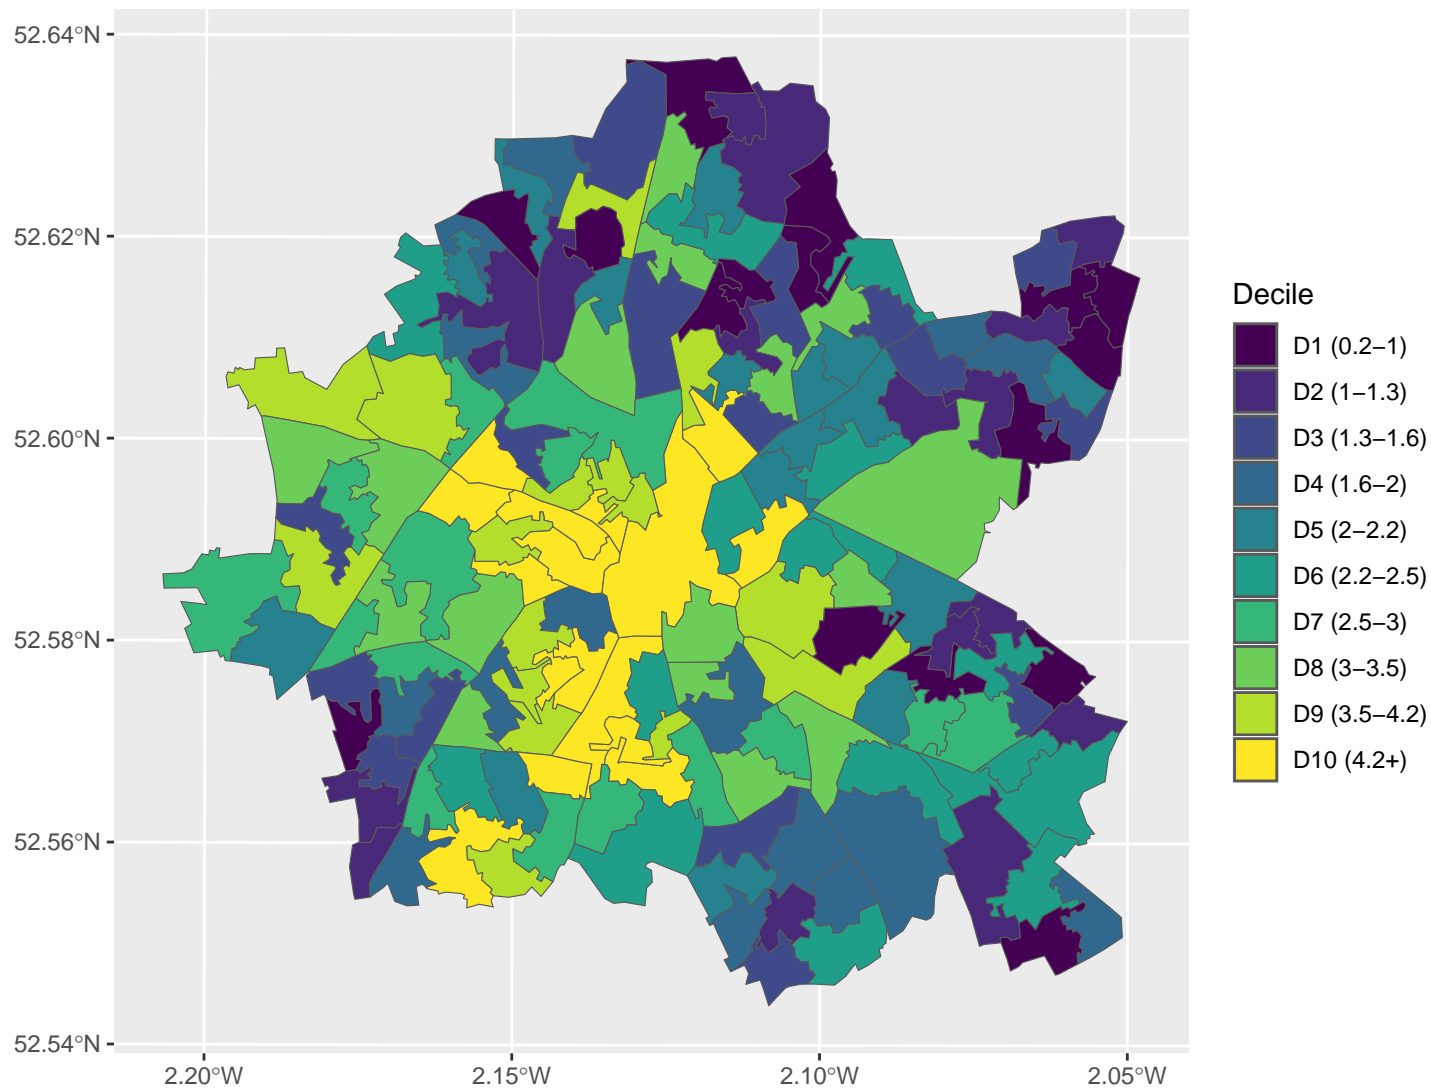 52.64°N
52.62°N
52.60°N
52.58°N
52.56°N
52.54°N
2.20°W
2.15°W
2.10°W
2.05°W
Decile
D1 (0.2−1)
D2 (1−1.3)
D3 (1.3−1.6)
D4 (1.6−2)
D5 (2−2.2)
D6 (2.2−2.5)
D7 (2.5−3)
D8 (3−3.5)
D9 (3.5−4.2)
D10 (4.2+)